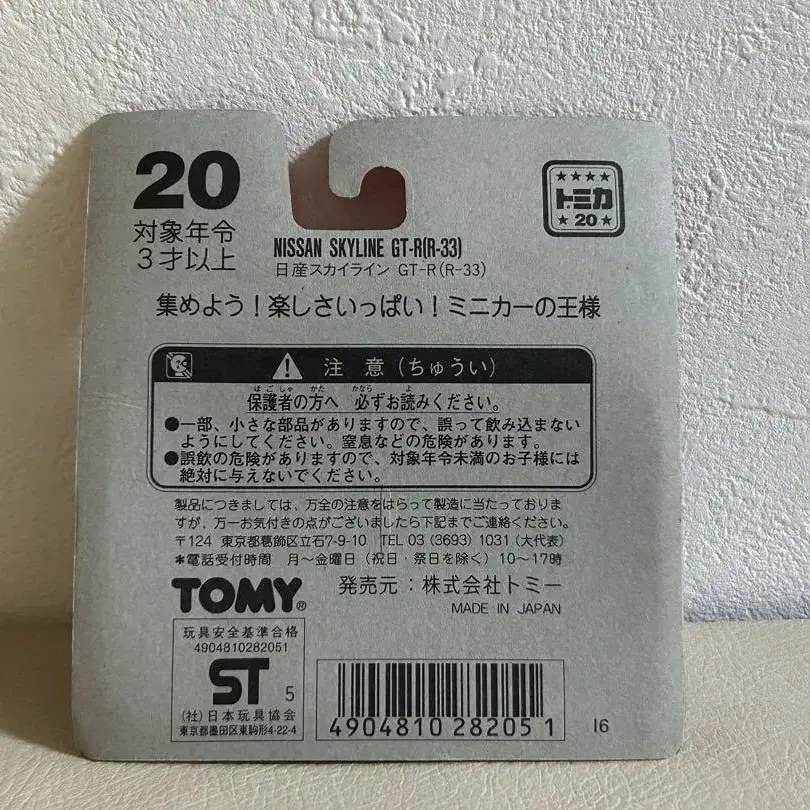 20
対象年令
3才以上
NISSAN SKYLINE GT-R(R-33)
日産スカイライン GT-R(R-33)
★★★★
トミカ
★20★
集めよう!楽しさいっぱい!ミニカーの王様
注 意(ちゅうい)
ほごしゃ かた かなら よ
保護者の方へ 必ずお読みください。
●一部、小さな部品がありますので、誤って飲み込まない
ようにしてください。窒息などの危険があります。
●誤飲の危険がありますので、対象年令未満のお子様には
絶対に与えないでください。
製品につきましては、万全の注意をはらって製造に当たっておりま
すが、万一お気付きの点がございましたら下記までご連絡ください。
〒124 東京都葛飾区立石7-9-10 TEL 03 (3693) 1031 (大代表)
*電話受付時間 月~金曜日(祝日・祭日を除く)10~17時
TOMY®
発売元:株式会社トミー
MADE IN JAPAN
玩具安全基準合格
4904810282051
ST 5
(社)日本玩具協会
東京都墨田区東駒形4-22-4
4904810 282051
16